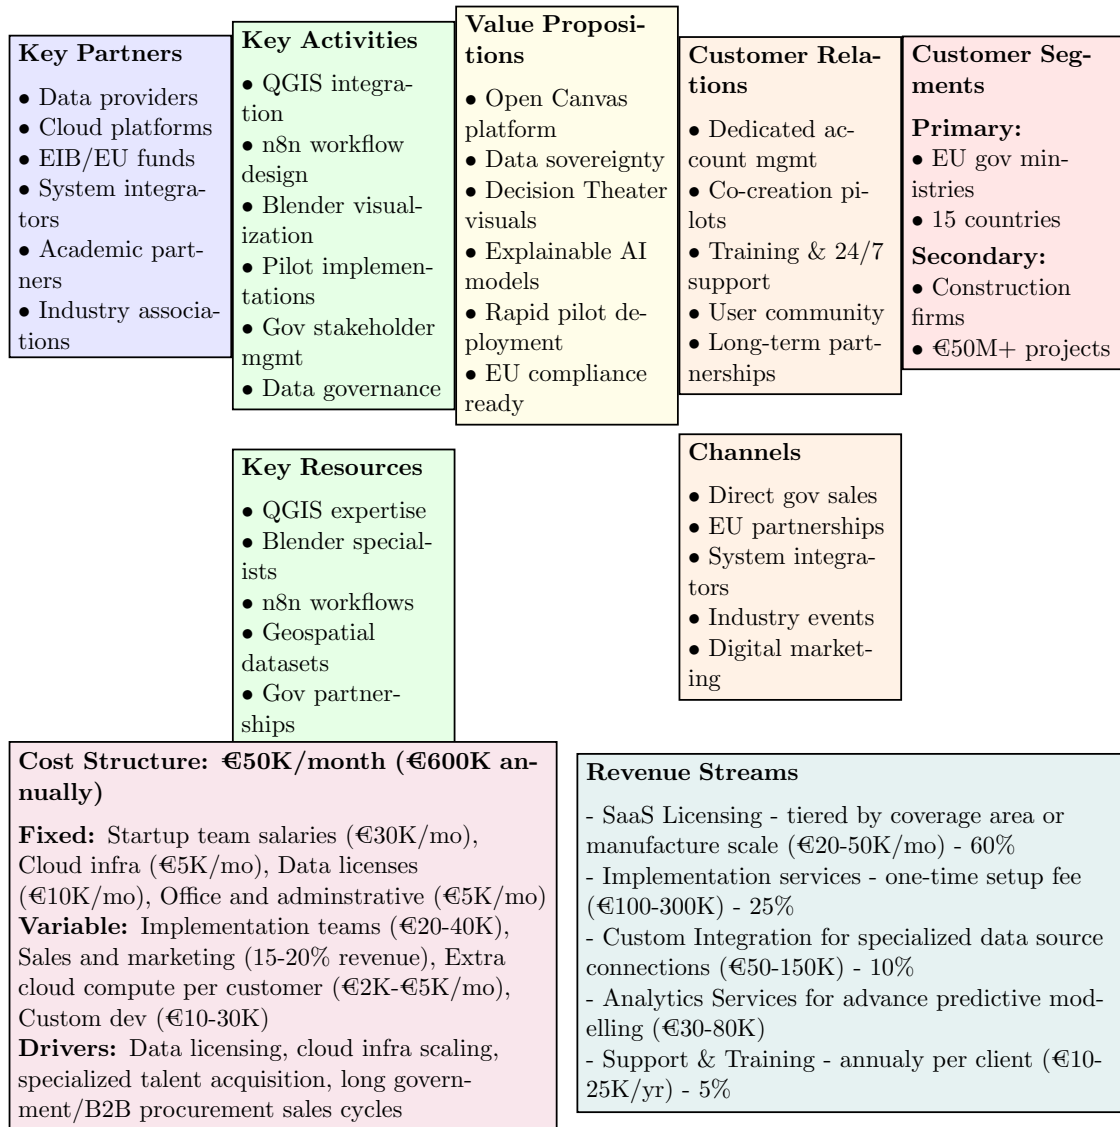 Key Partners
• Data providers
• Cloud platforms
• EIB/EU funds
• System integra-
tors
• Academic part-
ners
• Industry associa-
tions
Key Activities
• QGIS integra-
tion
• n8n workflow
design
• Blender visual-
ization
• Pilot implemen-
tations
• Gov stakeholder
mgmt
• Data governance
Value Proposi-
tions
• Open Canvas
platform
• Data sovereignty
• Decision Theater
visuals
• Explainable AI
models
• Rapid pilot de-
ployment
• EU compliance
ready
Customer Rela-
tions
• Dedicated ac-
count mgmt
• Co-creation pi-
lots
• Training & 24/7
support
• User community
• Long-term part-
nerships
Customer Seg-
ments
Primary:
• EU gov min-
istries
• 15 countries
Secondary:
• Construction
firms
• €50M+ projects
Key Resources
• QGIS expertise
• Blender special-
ists
• n8n workflows
• Geospatial
datasets
• Gov partner-
ships
Channels
• Direct gov sales
• EU partnerships
• System integra-
tors
• Industry events
• Digital market-
ing
Cost Structure: €50K/month (€600K an-
nually)
Fixed: Startup team salaries (€30K/mo),
Cloud infra (€5K/mo), Data licenses
(€10K/mo), Office and adminstrative (€5K/mo)
Variable: Implementation teams (€20-40K),
Sales and marketing (15-20% revenue), Extra
cloud compute per customer (€2K-€5K/mo),
Custom dev (€10-30K)
Drivers: Data licensing, cloud infra scaling,
specialized talent acquisition, long govern-
ment/B2B procurement sales cycles
Revenue Streams
- SaaS Licensing - tiered by coverage area or
manufacture scale (€20-50K/mo) - 60%
- Implementation services - one-time setup fee
(€100-300K) - 25%
- Custom Integration for specialized data source
connections (€50-150K) - 10%
- Analytics Services for advance predictive mod-
elling (€30-80K)
- Support & Training - annualy per client (€10-
25K/yr) - 5%